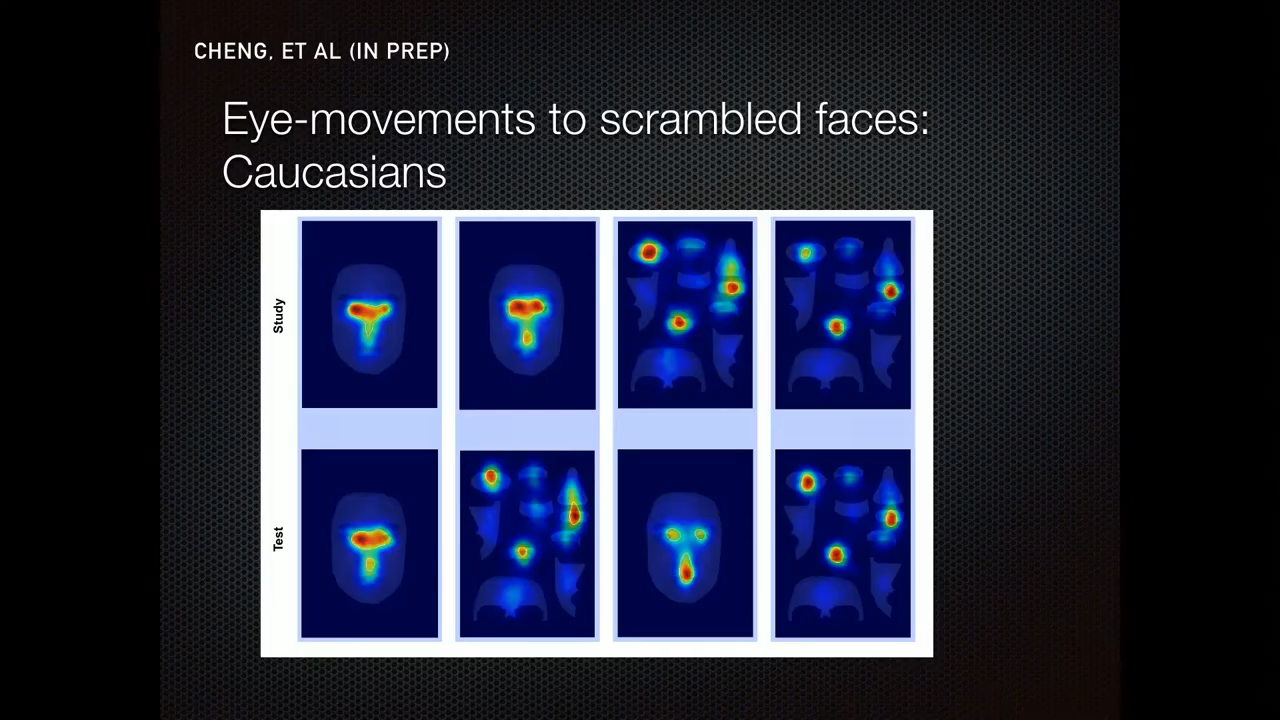 CHENG, ET AL (IN PREP)
Eye-movements to scrambled faces:
Caucasians
Study
Test